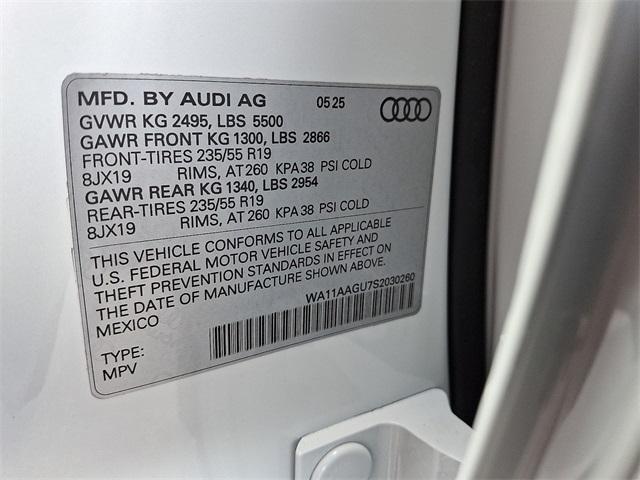 MFD. BY AUDI AG 05 25
GVWR KG 2495, LBS 5500
GAWR FRONT KG 1300, LBS 2866
FRONT-TIRES 235/55 R19
8JX19 RIMS, AT 260 KPA 38 PSI COLD
GAWR REAR KG 1340, LBS 2954
REAR-TIRES 235/55 R19
8JX19 RIMS, AT 260 KPA 38 PSI COLD
THIS VEHICLE CONFORMS TO ALL APPLICABLE
U.S. FEDERAL MOTOR VEHICLE SAFETY AND
THEFT PREVENTION STANDARDS IN EFFECT ON
THE DATE OF MANUFACTURE SHOWN ABOVE.
MEXICO WA11AAGU7S2030260
TYPE:
MPV